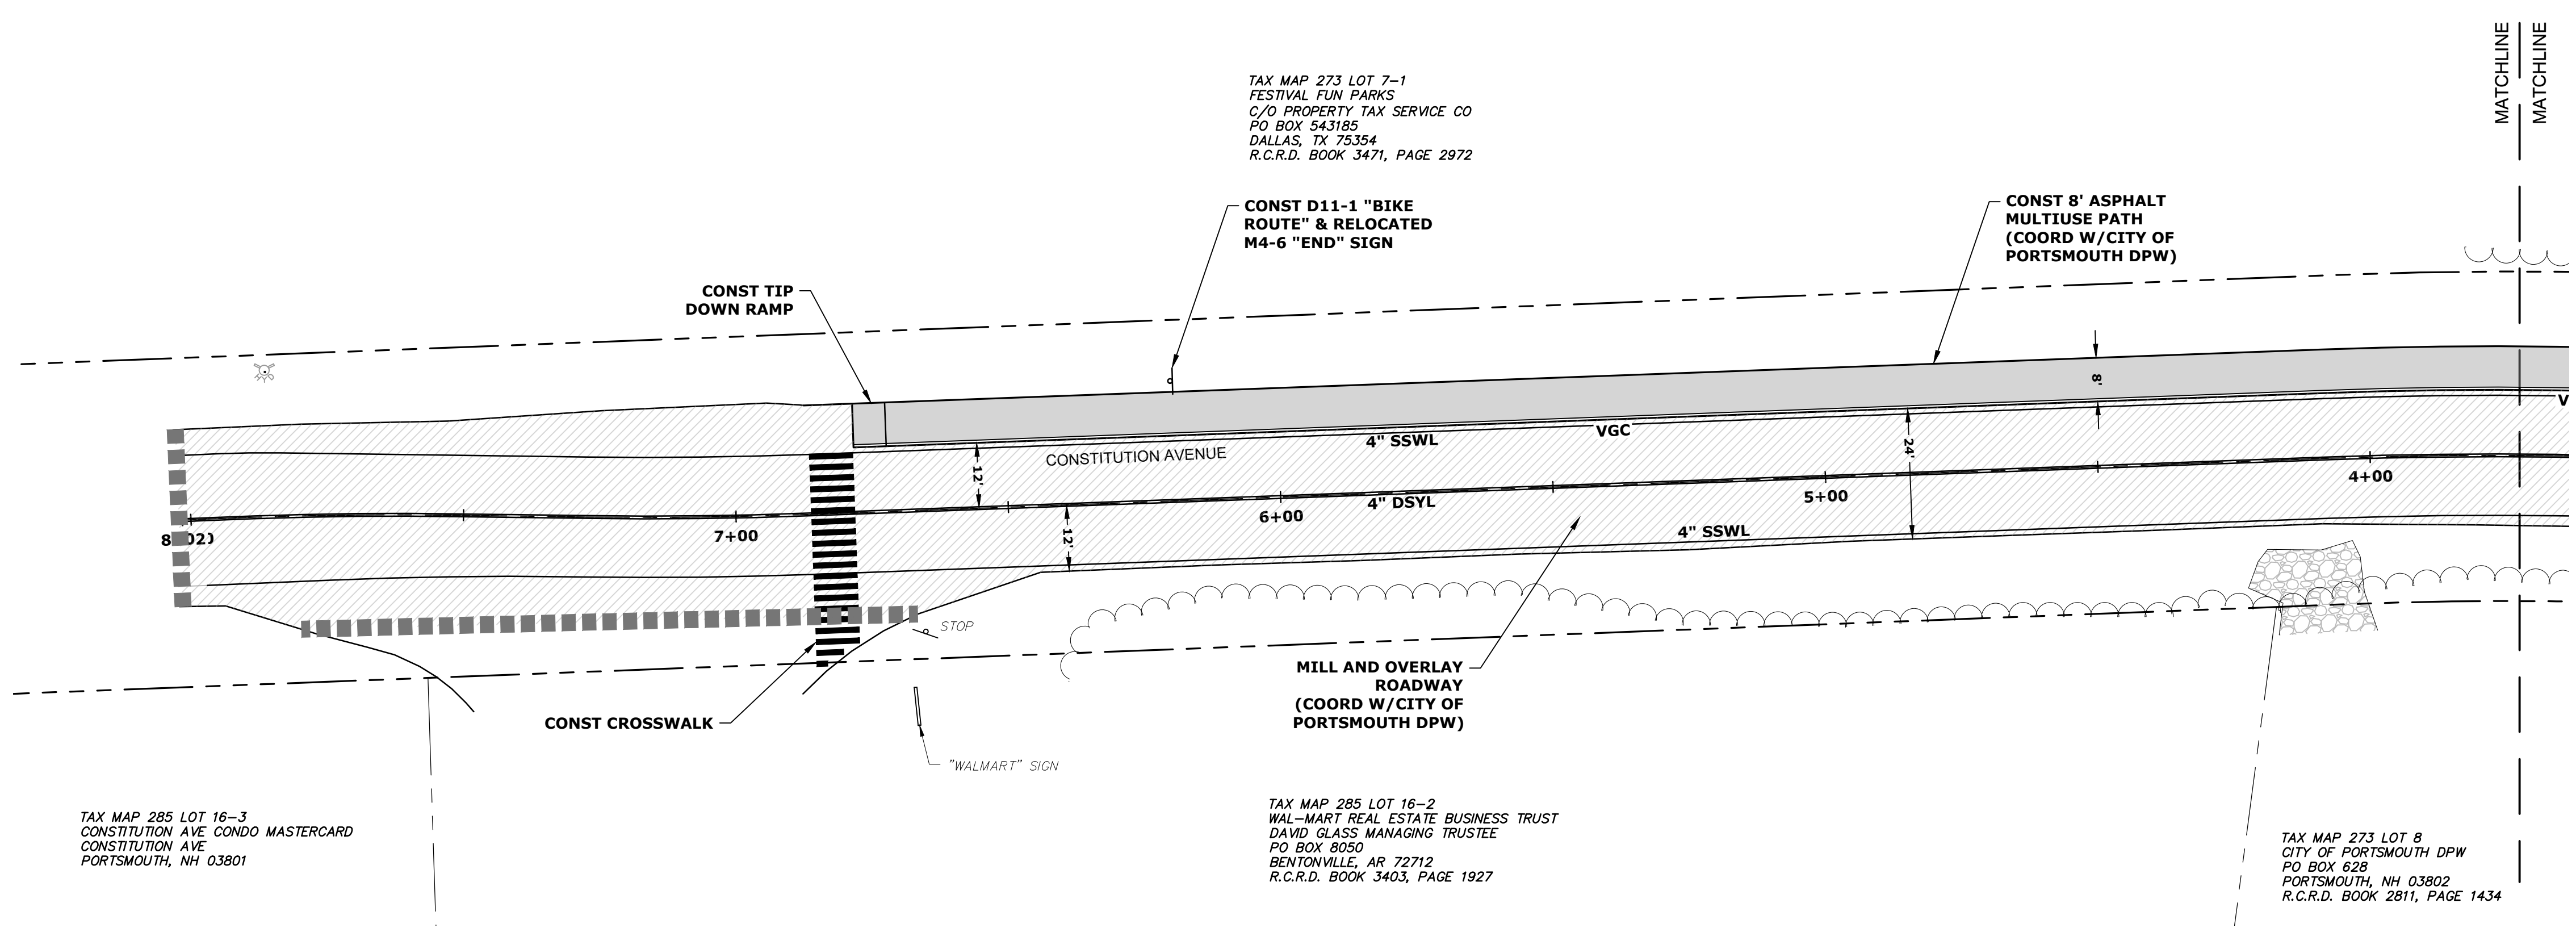 MATCHLINE
MATCHLINE
TAX MAP 273 LOT 7-1
FESTIVAL FUN PARKS
C/O PROPERTY TAX SERVICE CO
PO BOX 543185
DALLAS, TX 75354
R.C.R.D. BOOK 3471, PAGE 2972
CONST D11-1 "BIKE
ROUTE" & RELOCATED
M4-6 "END" SIGN
CONST 8' ASPHALT
MULTIUSE PATH
(COORD W/CITY OF
PORTSMOUTH DPW)
CONST TIP
DOWN RAMP
8'
V
VGC
4" SSWL
CONSTITUTION AVENUE
12'
24'
4+00
5+00
4" DSYL
6+00
7+00
12'
4" SSWL
STOP
MILL AND OVERLAY
ROADWAY
(COORD W/CITY OF
PORTSMOUTH DPW)
CONST CROSSWALK
"WALMART" SIGN
TAX MAP 285 LOT 16-3
CONSTITUTION AVE CONDO MASTERCARD
CONSTITUTION AVE
PORTSMOUTH, NH 03801
TAX MAP 285 LOT 16-2
WAL-MART REAL ESTATE BUSINESS TRUST
DAVID GLASS MANAGING TRUSTEE
PO BOX 8050
BENTONVILLE, AR 72712
R.C.R.D. BOOK 3403, PAGE 1927
TAX MAP 273 LOT 8
CITY OF PORTSMOUTH DPW
PO BOX 628
PORTSMOUTH, NH 03802
R.C.R.D. BOOK 2811, PAGE 1434